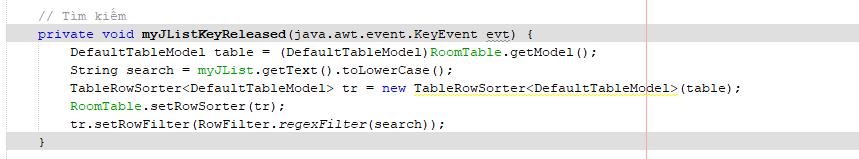 // Tìm kiếm
private void myJListKeyReleased(java.awt.event.KeyEvent evt) {
DefaultTableModel table = (DefaultTableModel)RoomTable.getModel();
String search = myJList.getText().toLowerCase();
TableRowSorter<DefaultTableModel> tr = new TableRowSorter<DefaultTableModel>(table);
RoomTable.setRowSorter(tr);
tr.setRowFilter(RowFilter.regexFilter(search));
}